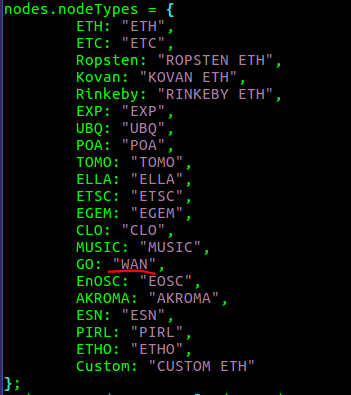 nodes.nodeTypes = {
ETH: "ETH",
ETC: "ETC",
Ropsten: "ROPSTEN ETH",
Kovan: "KOVAN ETH",
Rinkeby: "RINKEBY ETH",
EXP: "EXP",
UBQ: "UBQ",
POA: "POA",
TOMO: "TOMO",
ELLA: "ELLA",
ETSC: "ETSC",
EGEM: "EGEM",
CLO: "CLO",
MUSIC: "MUSIC",
GO: "WAN",
EnOSC: "EOSC",
AKROMA: "AKROMA",
ESN: "ESN",
PIRL: "PIRL",
ETHO: "ETHO",
Custom: "CUSTOM ETH"
};